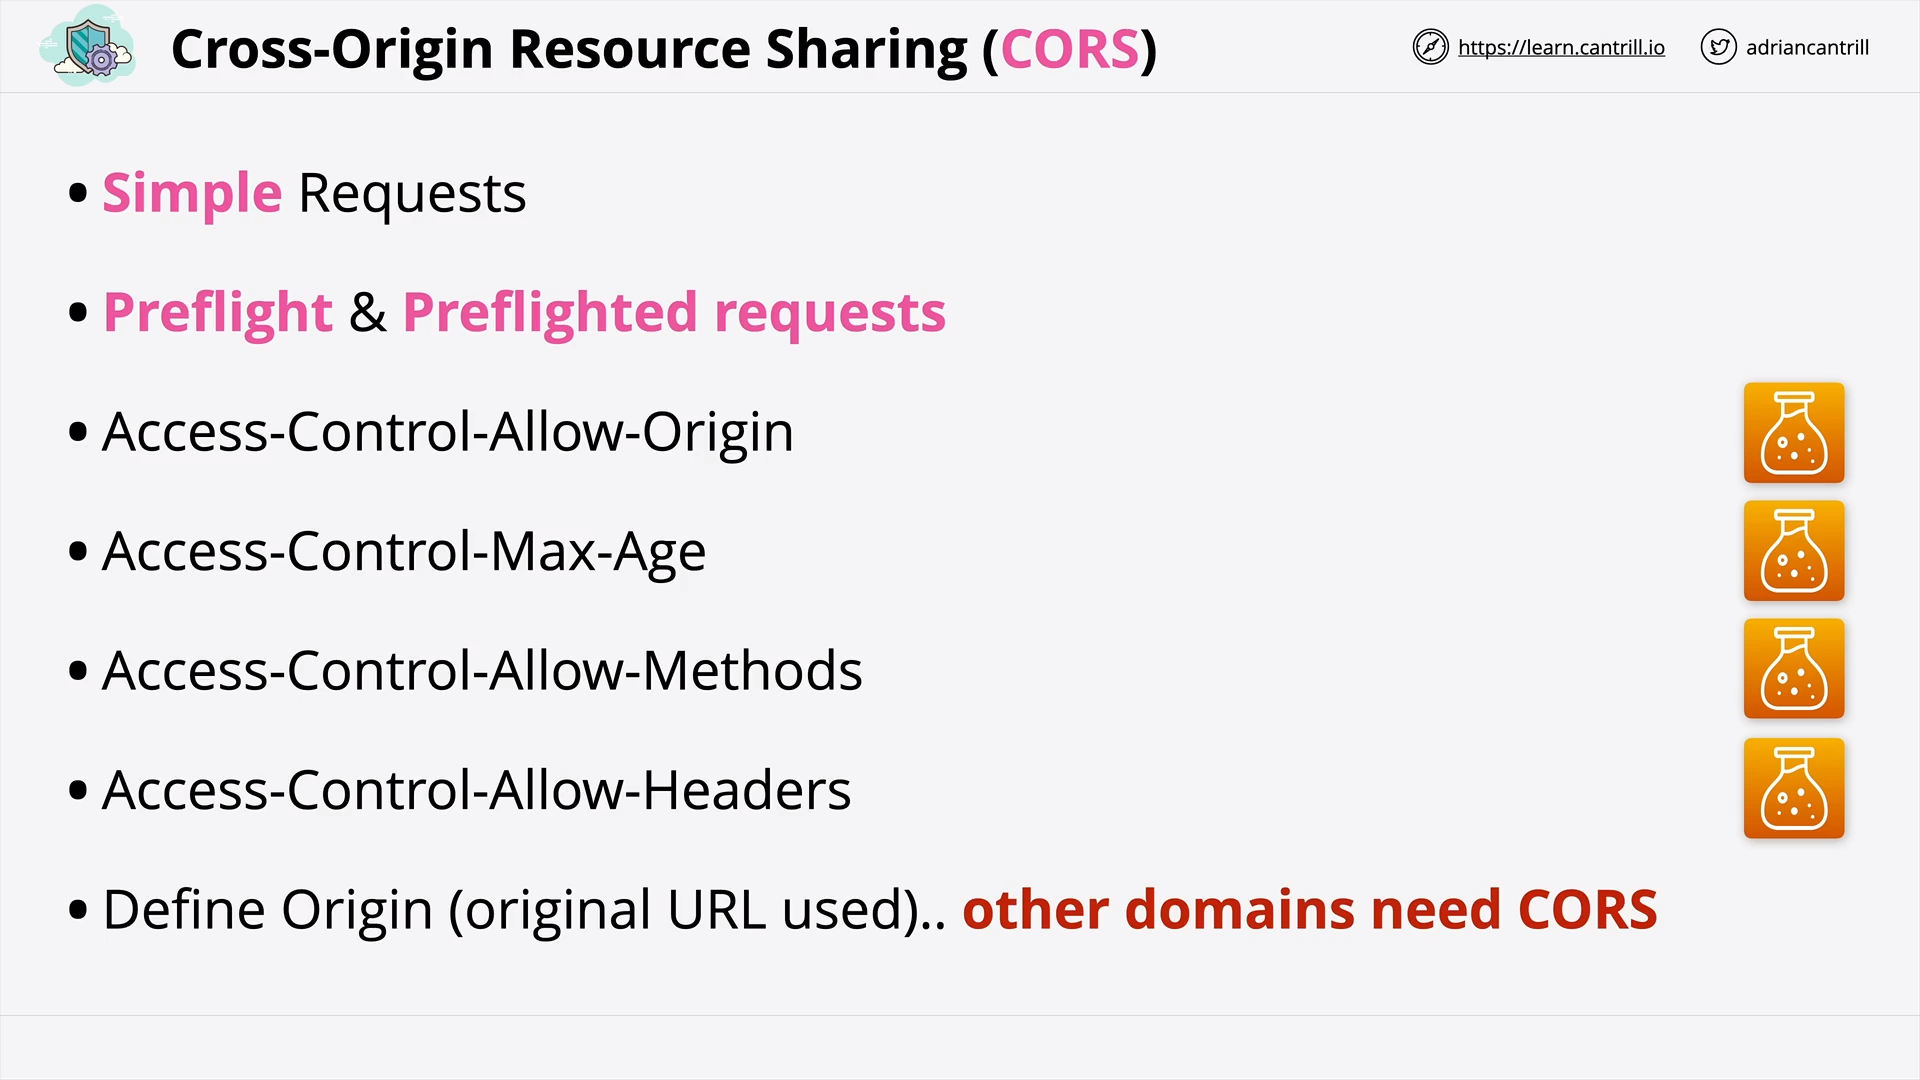 Cross-Origin Resource Sharing (CORS)
https://learn.cantrill.io
adriancantrill
• Simple Requests
• Preflight & Preflighted requests
• Access-Control-Allow-Origin
• Access-Control-Max-Age
• Access-Control-Allow-Methods
• Access-Control-Allow-Headers
• Define Origin (original URL used).. other domains need CORS